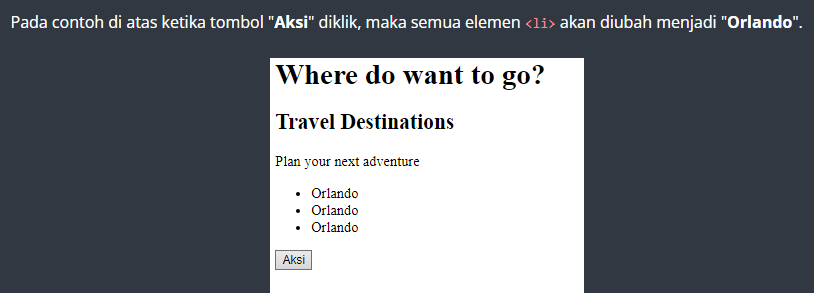 Pada contoh di atas ketika tombol "Aksi" diklik, maka semua elemen <li> akan diubah menjadi "Orlando".
Where do want to go?
Travel Destinations
Plan your next adventure
• Orlando
• Orlando
• Orlando
Aksi